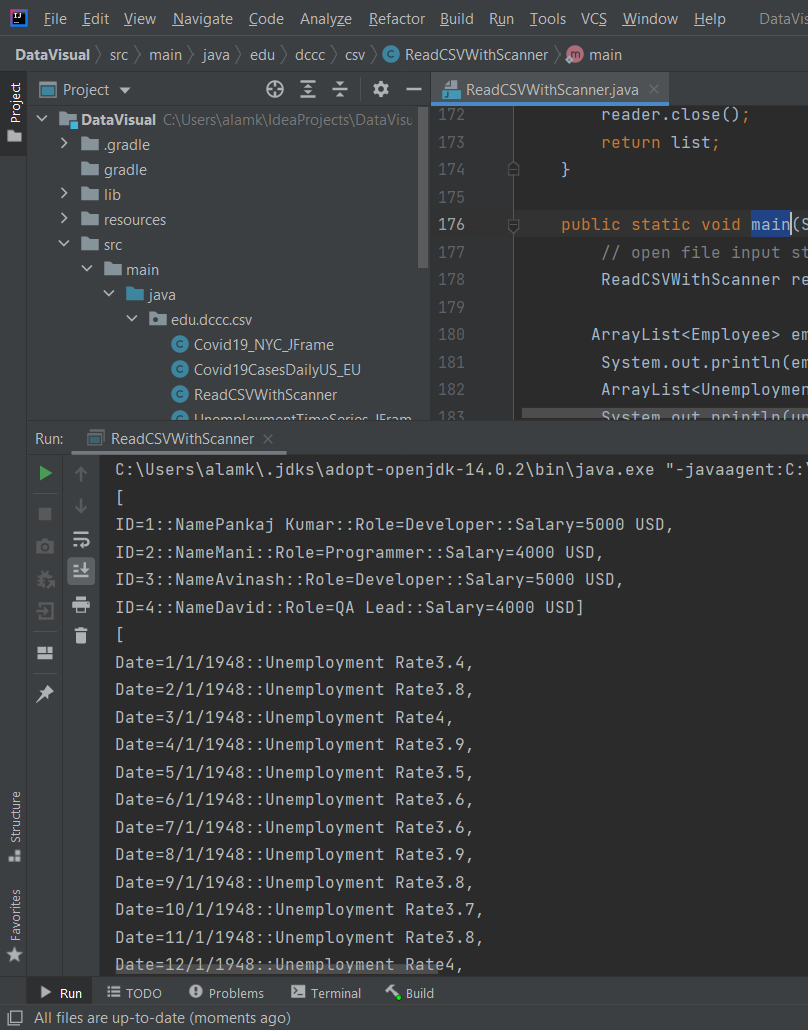 File Edit View Navigate Code Analyze Refactor Build Run Tools VCS Window Help DataVis
DataVisual src main java edu dccc csv ReadCSVWithScanner main
Project
Project
DataVisual C:\Users\alamk\IdeaProjects\DataVisu
.gradle
gradle
lib
resources
src
main
java
edu.dccc.csv
Covid19_NYC_JFrame
Covid19CasesDailyUS_EU
ReadCSVWithScanner
UnemploymentTimeSeries_JFram
ReadCSVWithScanner.java
172 reader.close();
173 return list;
174 }
175
176 public static void main(S
177 // open file input st
178 ReadCSVWithScanner re
179
180 ArrayList<Employee> em
181 System.out.println(em
182 ArrayList<Unemploymen
183 System.out.println(un
Run: ReadCSVWithScanner
C:\Users\alamk\.jdks\adopt-openjdk-14.0.2\bin\java.exe "-javaagent:C:\
[
ID=1::NamePankaj Kumar::Role=Developer::Salary=5000 USD,
ID=2::NameMani::Role=Programmer::Salary=4000 USD,
ID=3::NameAvinash::Role=Developer::Salary=5000 USD,
ID=4::NameDavid::Role=QA Lead::Salary=4000 USD]
[
Date=1/1/1948::Unemployment Rate3.4,
Date=2/1/1948::Unemployment Rate3.8,
Date=3/1/1948::Unemployment Rate4,
Date=4/1/1948::Unemployment Rate3.9,
Date=5/1/1948::Unemployment Rate3.5,
Date=6/1/1948::Unemployment Rate3.6,
Date=7/1/1948::Unemployment Rate3.6,
Date=8/1/1948::Unemployment Rate3.9,
Date=9/1/1948::Unemployment Rate3.8,
Date=10/1/1948::Unemployment Rate3.7,
Date=11/1/1948::Unemployment Rate3.8,
Date=12/1/1948::Unemployment Rate4,
Structure
Favorites
Run TODO Problems Terminal Build
All files are up-to-date (moments ago)